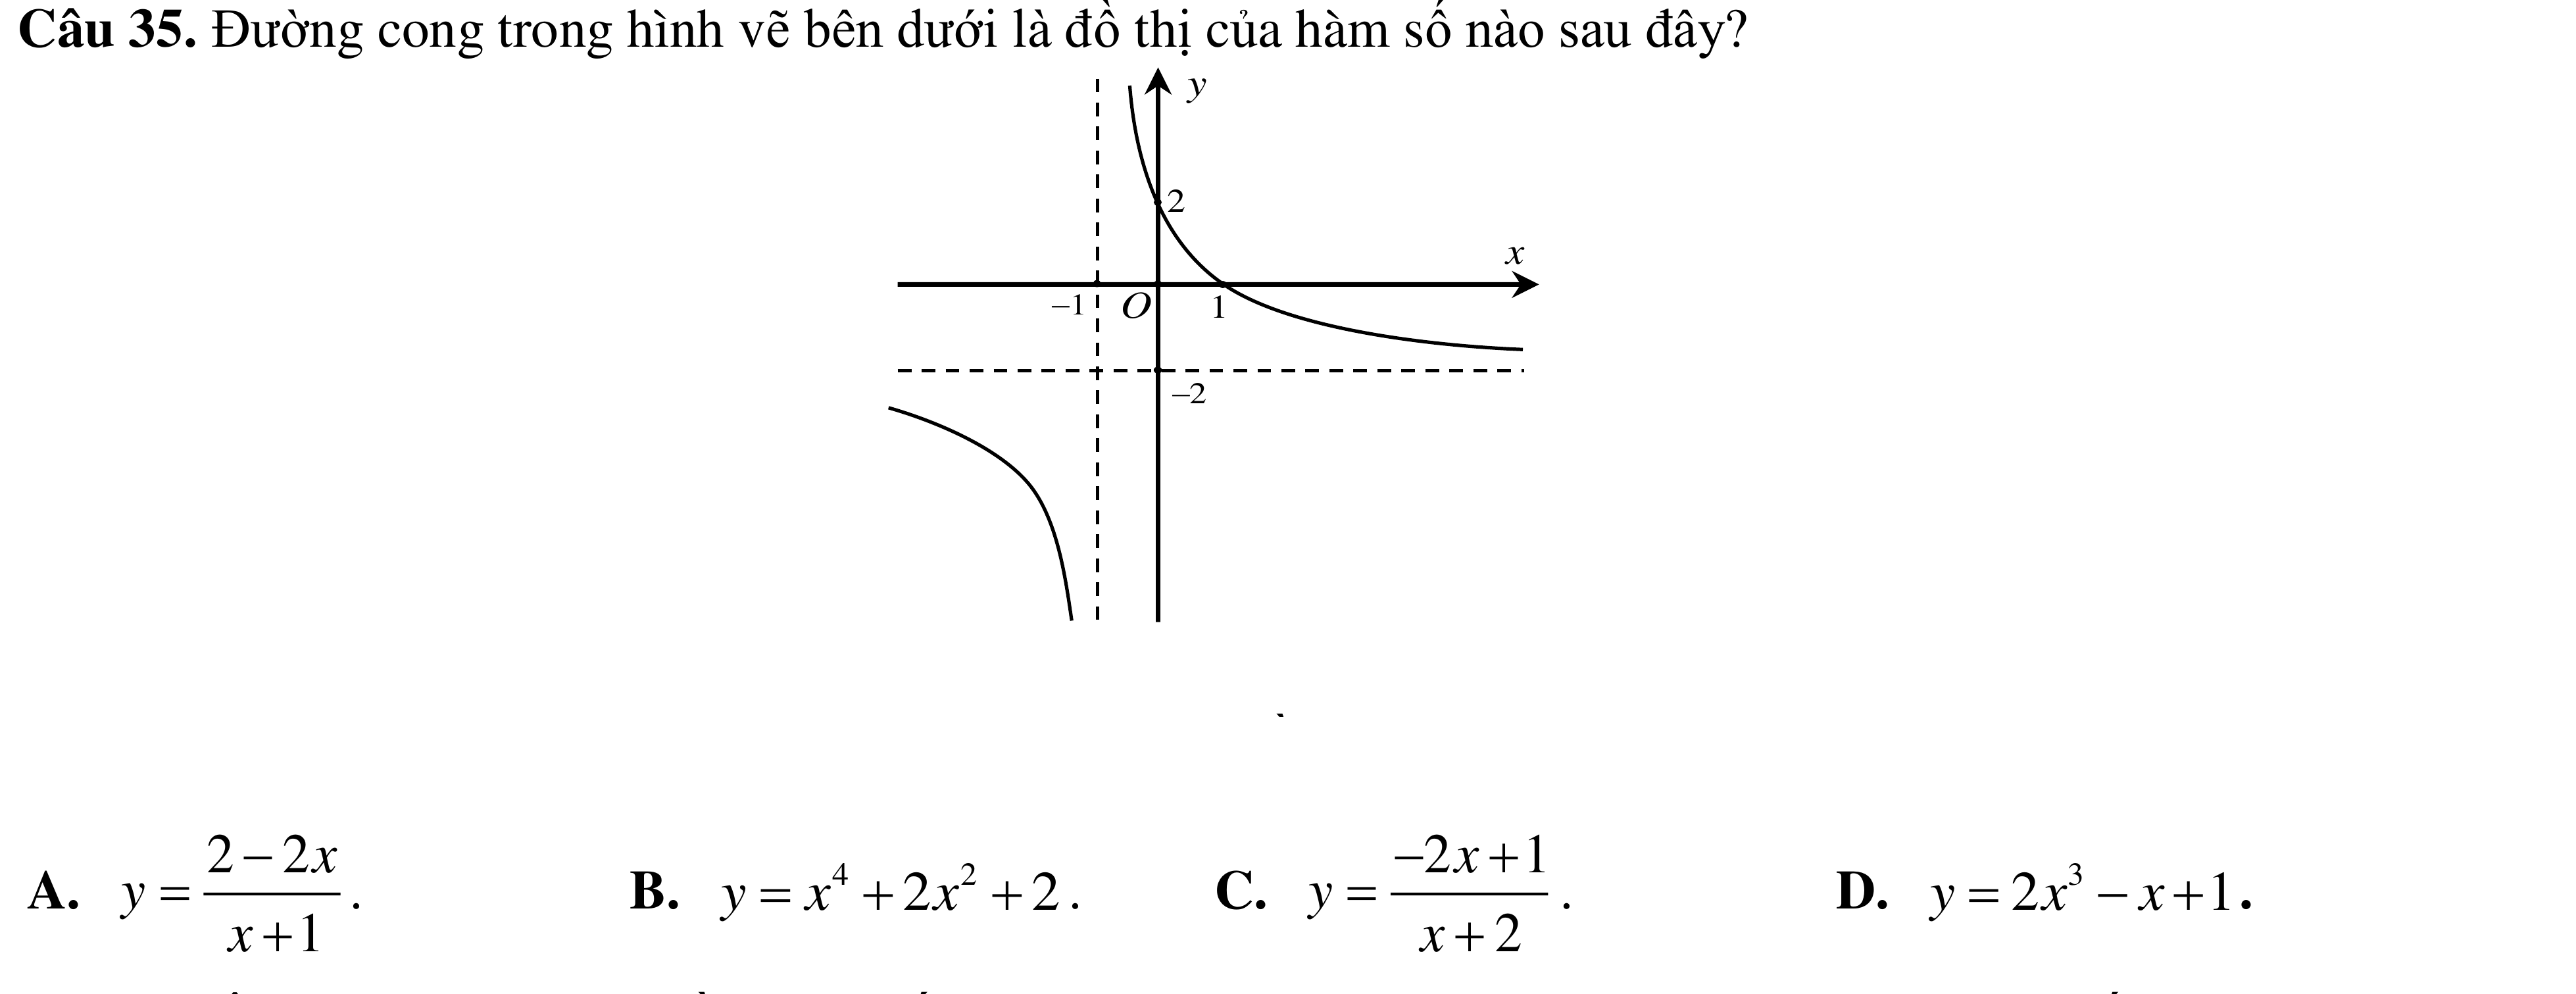 Câu 35. Đường cong trong hình vẽ bên dưới là đồ thị của hàm số nào sau đây?
y
2
x
−1 O 1
−2
A. y = \frac{2-2x}{x+1}. B. y = x^4 + 2x^2 + 2. C. y = \frac{-2x+1}{x+2}. D. y = 2x^3 − x + 1.